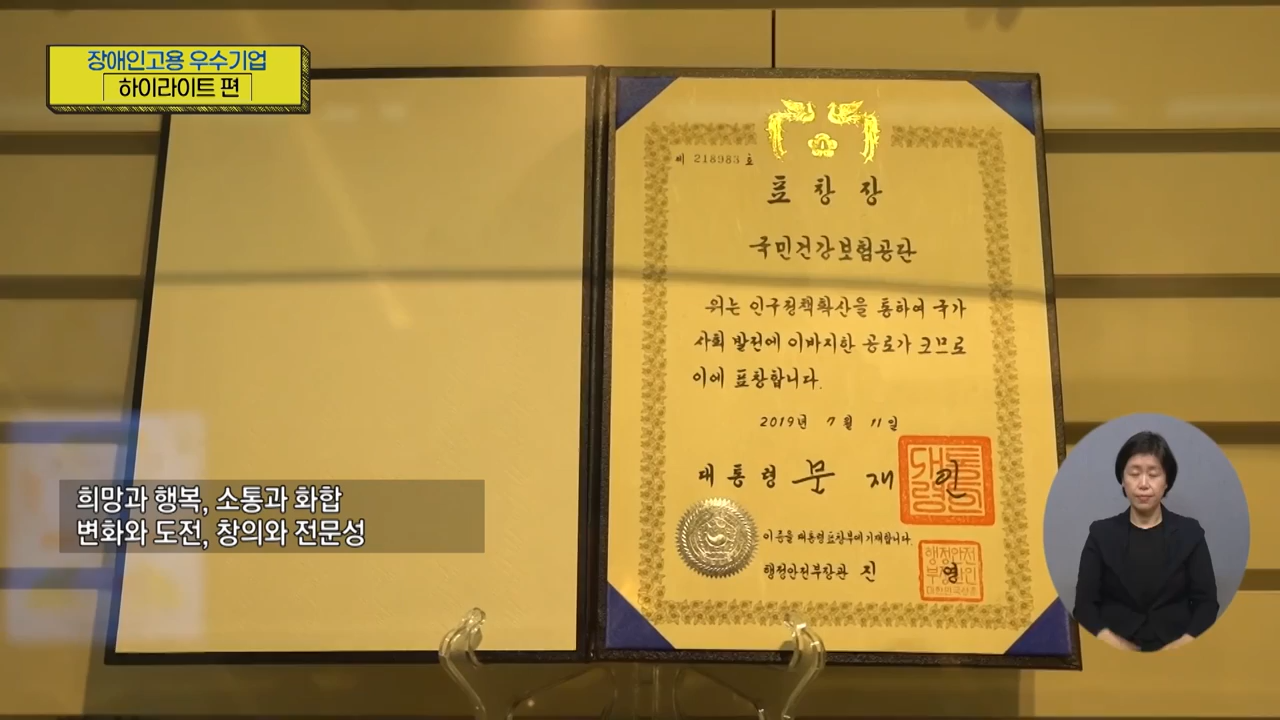 장애인고용 우수기업
하이라이트 편
제 218983 호
표창장
국민건강보험공단
위는 인구정책확산을 통하여 국가
사회 발전에 이바지한 공로가 크므로
이에 표창합니다.
2019년 7월 11일
대통령 문재인
이 증을 대통령표창부에 기재합니다.
행정안전부장관 진영
희망과 행복, 소통과 화합
변화와 도전, 창의와 전문성